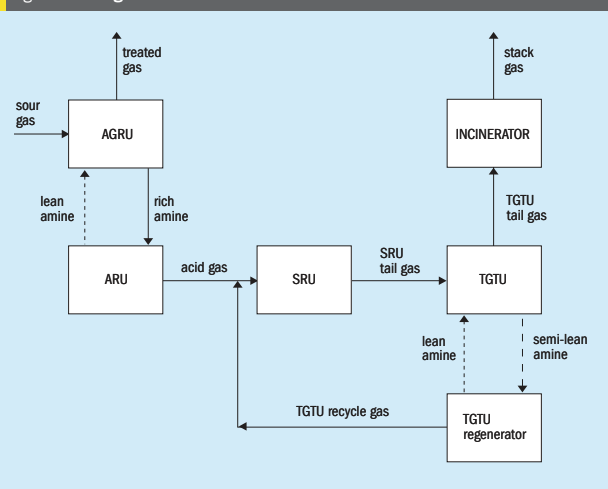 treated
gas
stack
gas
sour
gas
AGRU
INCINERATOR
lean
amine
rich
amine
TGTU
tail gas
ARU
acid gas
SRU
SRU
tail gas
TGTU
lean
amine
semi-lean
amine
TGTU recycle gas
TGTU
regenerator